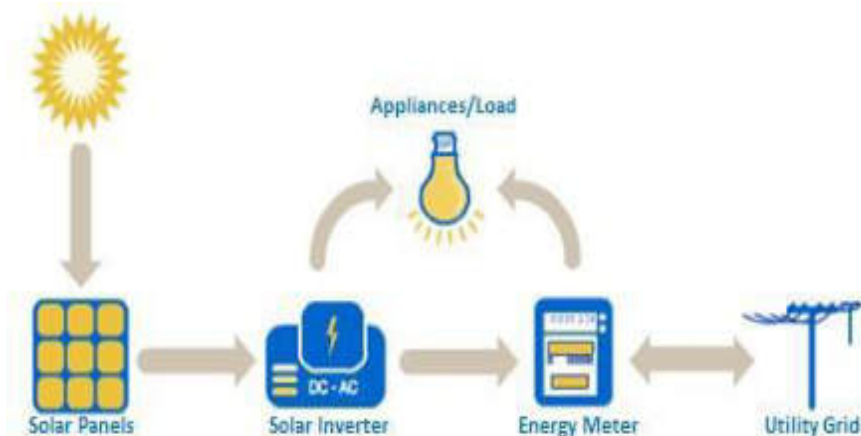 Appliances/Load
DC - AC
Solar Panels
Solar Inverter
Energy Meter
Utility Grid